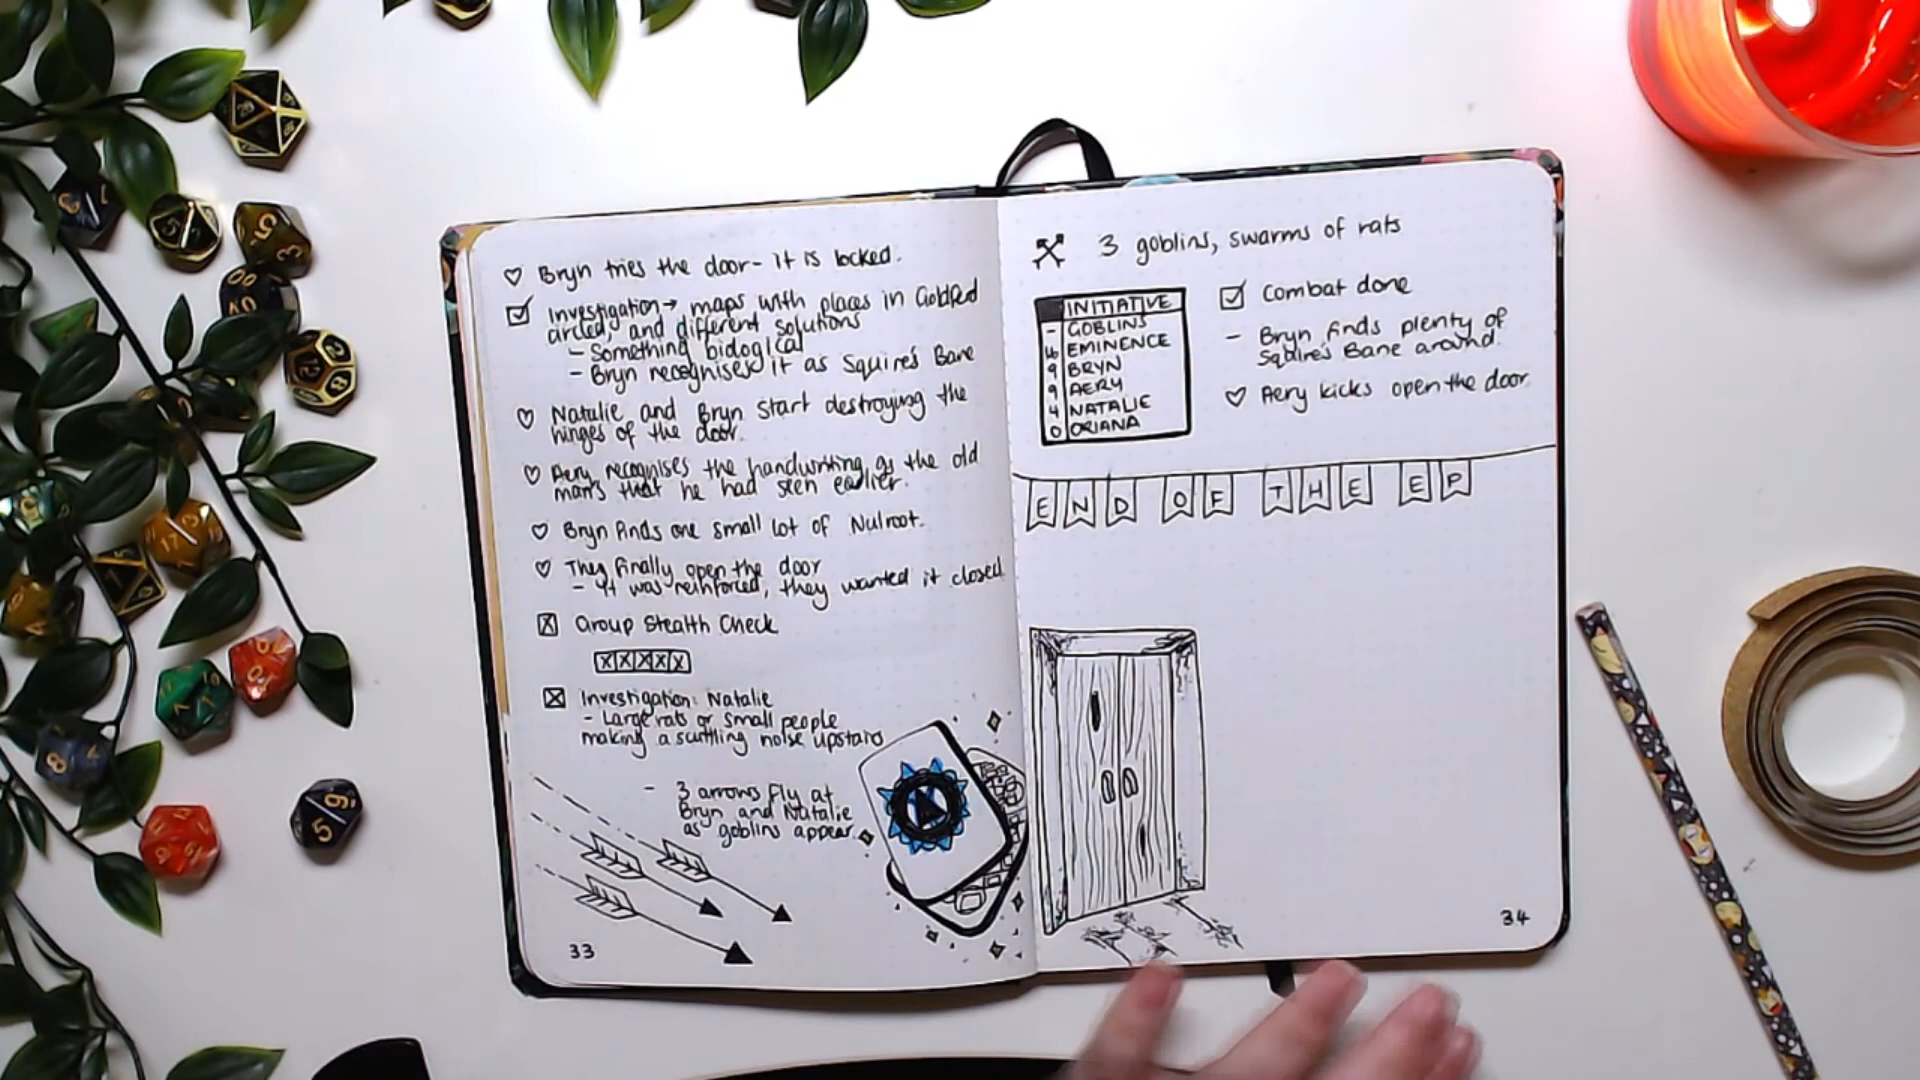 Bryn tries the door - it is locked.
Investigation → maps with places in Goldred
circled, and different solutions
- Something biological
- Bryn recognises it as Squire's Bane
Natalie and Bryn start destroying the
hinges of the door.
Aery recognises the handwriting as the old
man's that he had seen earlier.
Bryn finds one small lot of Nulroot.
They finally open the door
- It was reinforced, they wanted it closed
Group Stealth Check
X X X X X
Investigation: Natalie
- Large rats or small people
making a scuttling noise upstairs
- 3 arrows fly at
Bryn and Natalie
as goblins appear.
33
3 goblins, swarms of rats
INITIATIVE
- GOBLINS
16 EMINENCE
9 BRYN
9 AERY
4 NATALIE
0 ORIANA
Combat done
- Bryn finds plenty of
Squire's Bane around.
Aery kicks open the door.
END OF THE EP
34